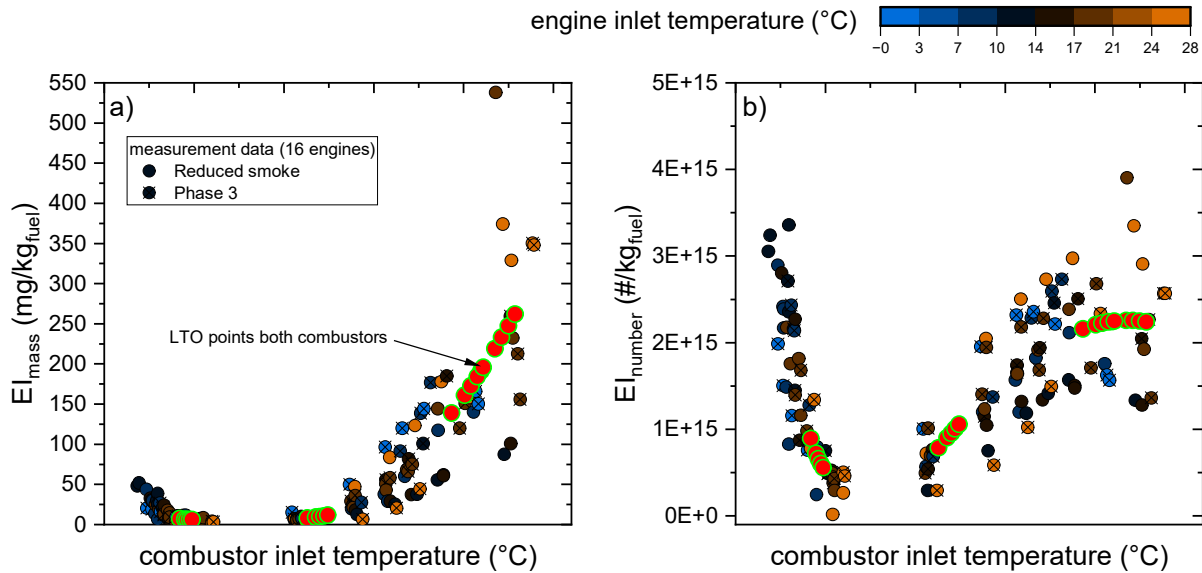 engine inlet temperature (°C)
−0 3 7 10 14 17 21 24 28
a)
measurement data (16 engines)
Reduced smoke
Phase 3
LTO points both combustors
550
500
450
400
350
300
250
200
150
100
50
0
EI_mass (mg/kg_fuel)
combustor inlet temperature (°C)
b)
5E+15
4E+15
3E+15
2E+15
1E+15
0E+0
EI_number (#/kg_fuel)
combustor inlet temperature (°C)